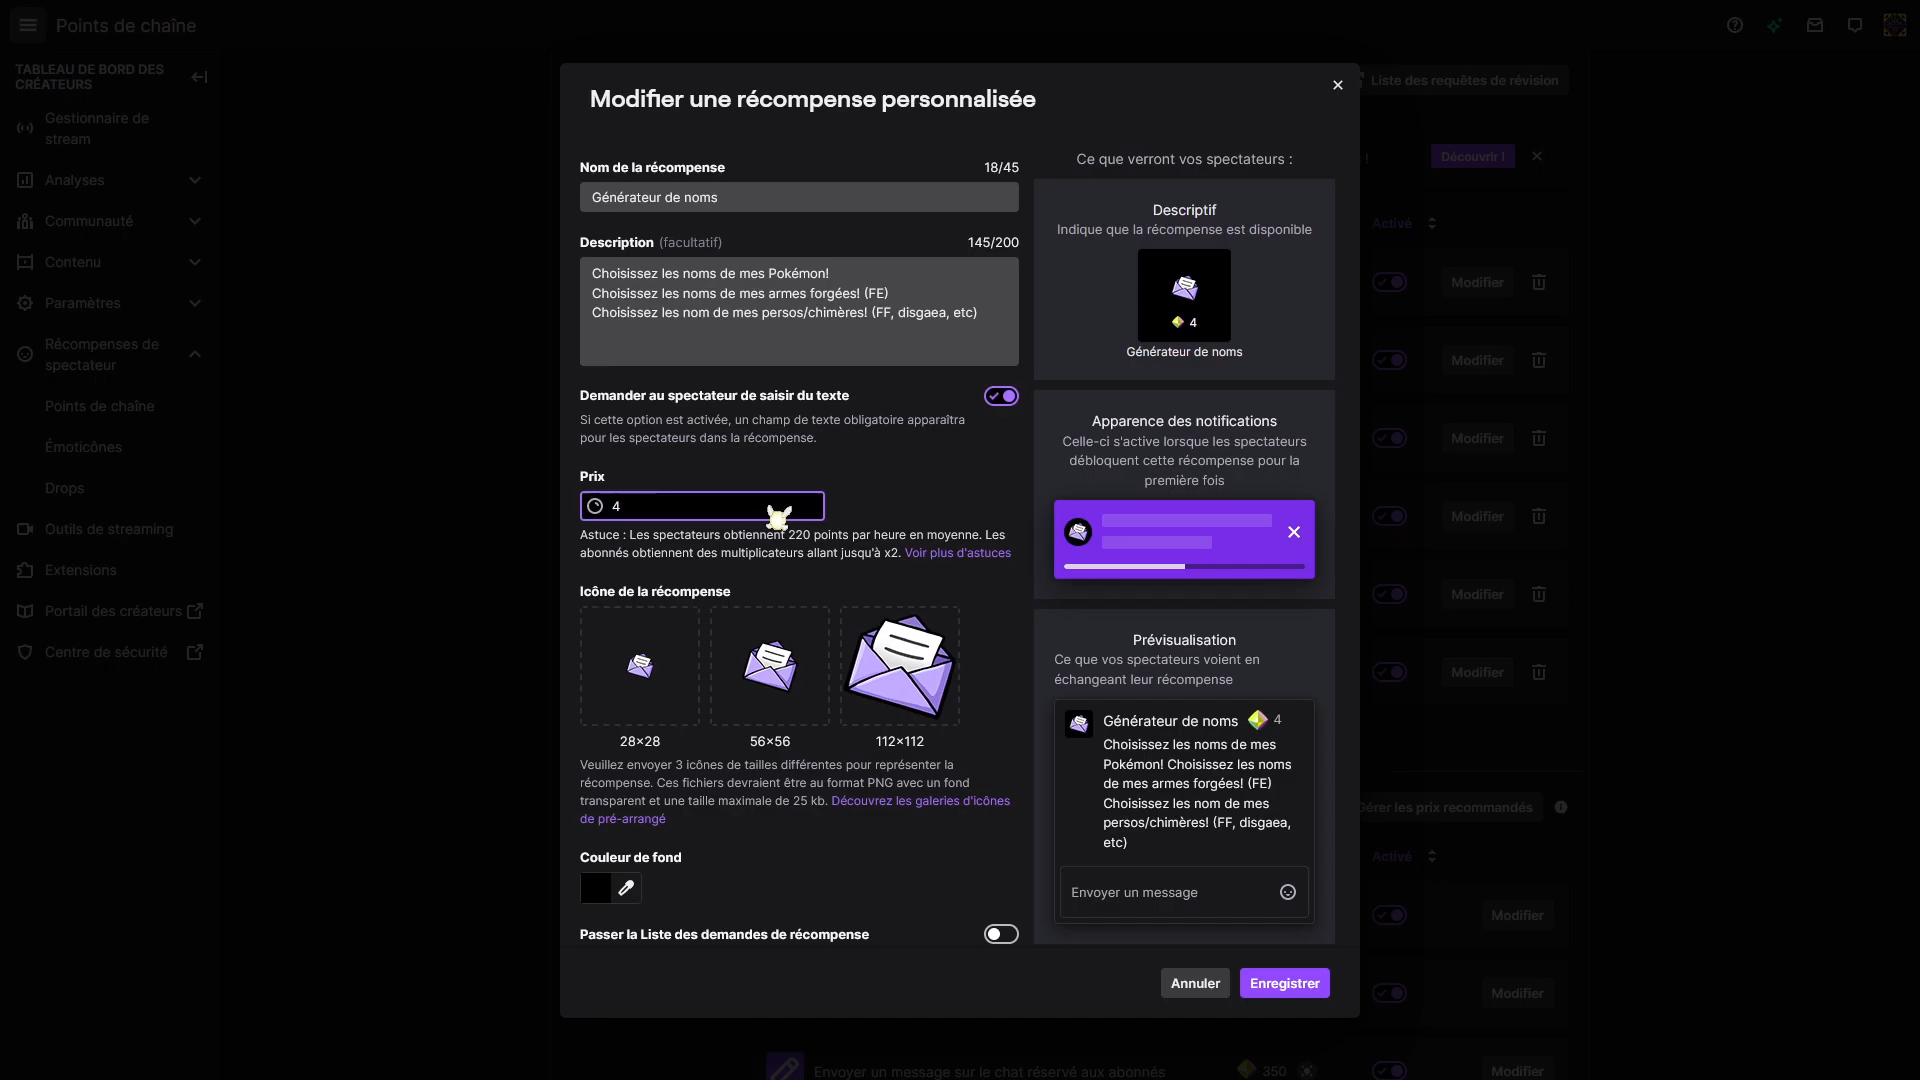 Points de chaîne
TABLEAU DE BORD DES
CRÉATEURS
Gestionnaire de
stream
Analyses
Communauté
Contenu
Paramètres
Récompenses de
spectateur
Points de chaîne
Émoticônes
Drops
Outils de streaming
Extensions
Portail des créateurs
Centre de sécurité
Modifier une récompense personnalisée
Nom de la récompense
18/45
Générateur de noms
Description (facultatif)
145/200
Choisissez les noms de mes Pokémon!
Choisissez les noms de mes armes forgées! (FE)
Choisissez les nom de mes persos/chimères! (FF, disgaea, etc)
Demander au spectateur de saisir du texte
Si cette option est activée, un champ de texte obligatoire apparaîtra
pour les spectateurs dans la récompense.
Prix
4
Astuce : Les spectateurs obtiennent 220 points par heure en moyenne. Les
abonnés obtiennent des multiplicateurs allant jusqu'à x2. Voir plus d'astuces
Icône de la récompense
28×28
56×56
112×112
Veuillez envoyer 3 icônes de tailles différentes pour représenter la
récompense. Ces fichiers devraient être au format PNG avec un fond
transparent et une taille maximale de 25 kb. Découvrez les galeries d'icônes
de pré-arrangé
Couleur de fond
Passer la Liste des demandes de récompense
Ce que verront vos spectateurs :
Descriptif
Indique que la récompense est disponible
4
Générateur de noms
Apparence des notifications
Celle-ci s'active lorsque les spectateurs
débloquent cette récompense pour la
première fois
Prévisualisation
Ce que vos spectateurs voient en
échangeant leur récompense
Générateur de noms 4
Choisissez les noms de mes
Pokémon! Choisissez les noms
de mes armes forgées! (FE)
Choisissez les nom de mes
persos/chimères! (FF, disgaea,
etc)
Envoyer un message
Annuler
Enregistrer
Liste des requêtes de révision
!
Découvrir !
Activé
Modifier
Modifier
Modifier
Modifier
Modifier
Modifier
Gérer les prix recommandés
Activé
Modifier
Modifier
Envoyer un message sur le chat réservé aux abonnés
350
Modifier